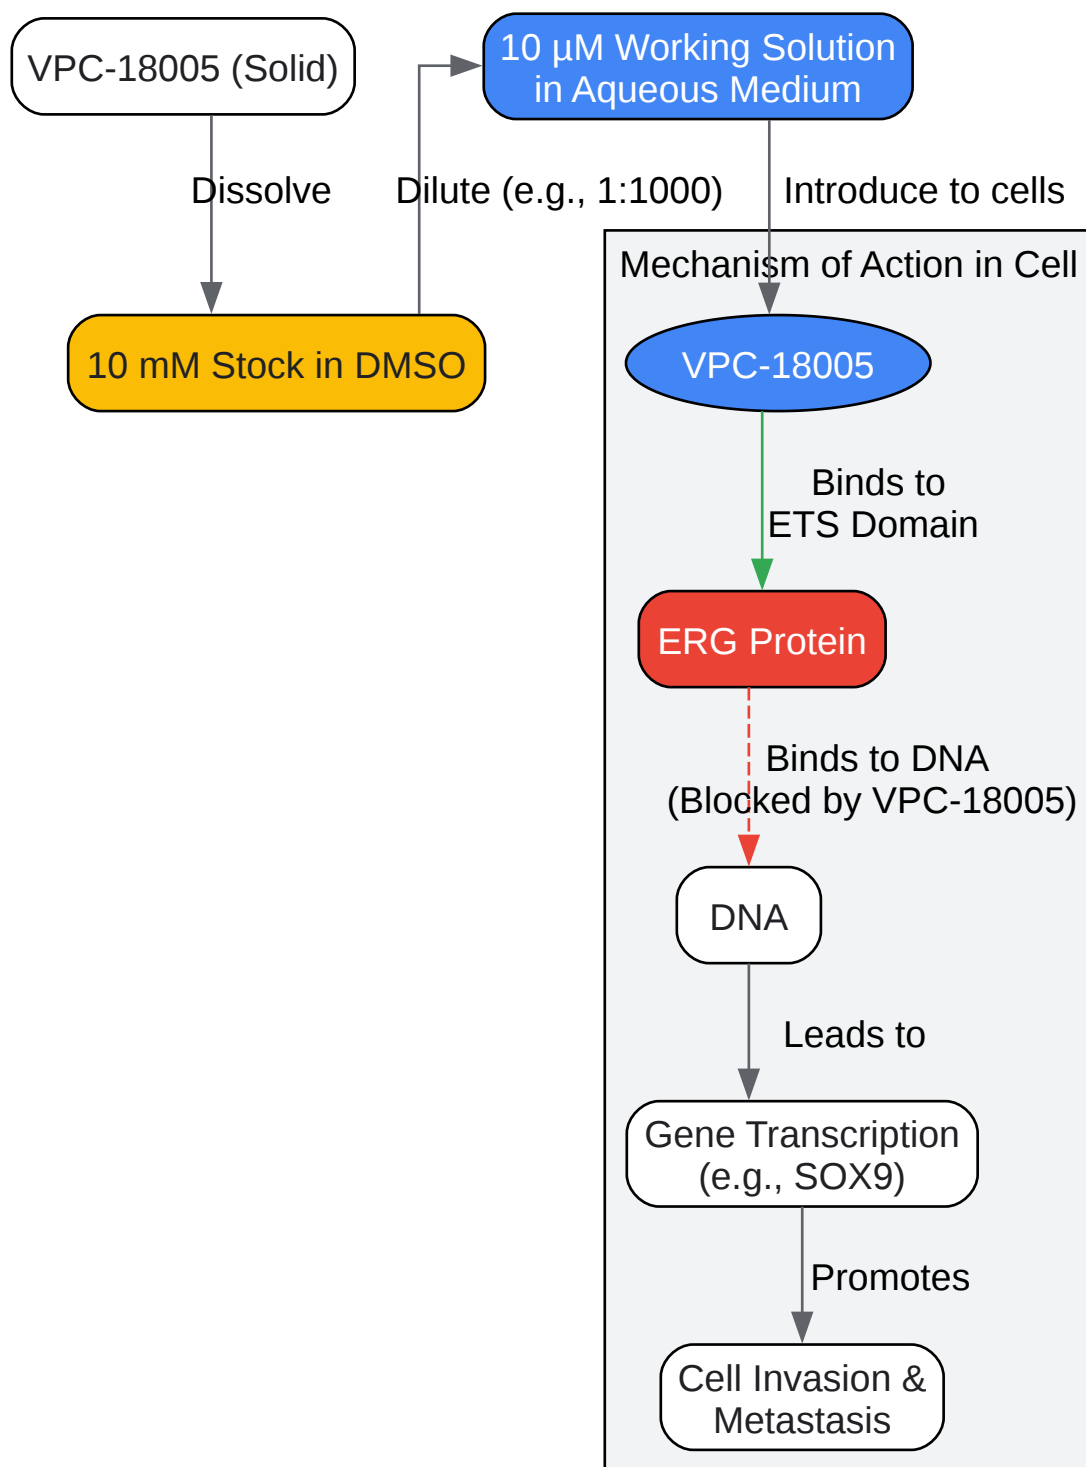 VPC-18005 (Solid)
10 µM Working Solution
in Aqueous Medium
Dissolve
Dilute (e.g., 1:1000)
Introduce to cells
Mechanism of Action in Cell
10 mM Stock in DMSO
VPC-18005
Binds to
ETS Domain
ERG Protein
Binds to DNA
(Blocked by VPC-18005)
DNA
Leads to
Gene Transcription
(e.g., SOX9)
Promotes
Cell Invasion &
Metastasis